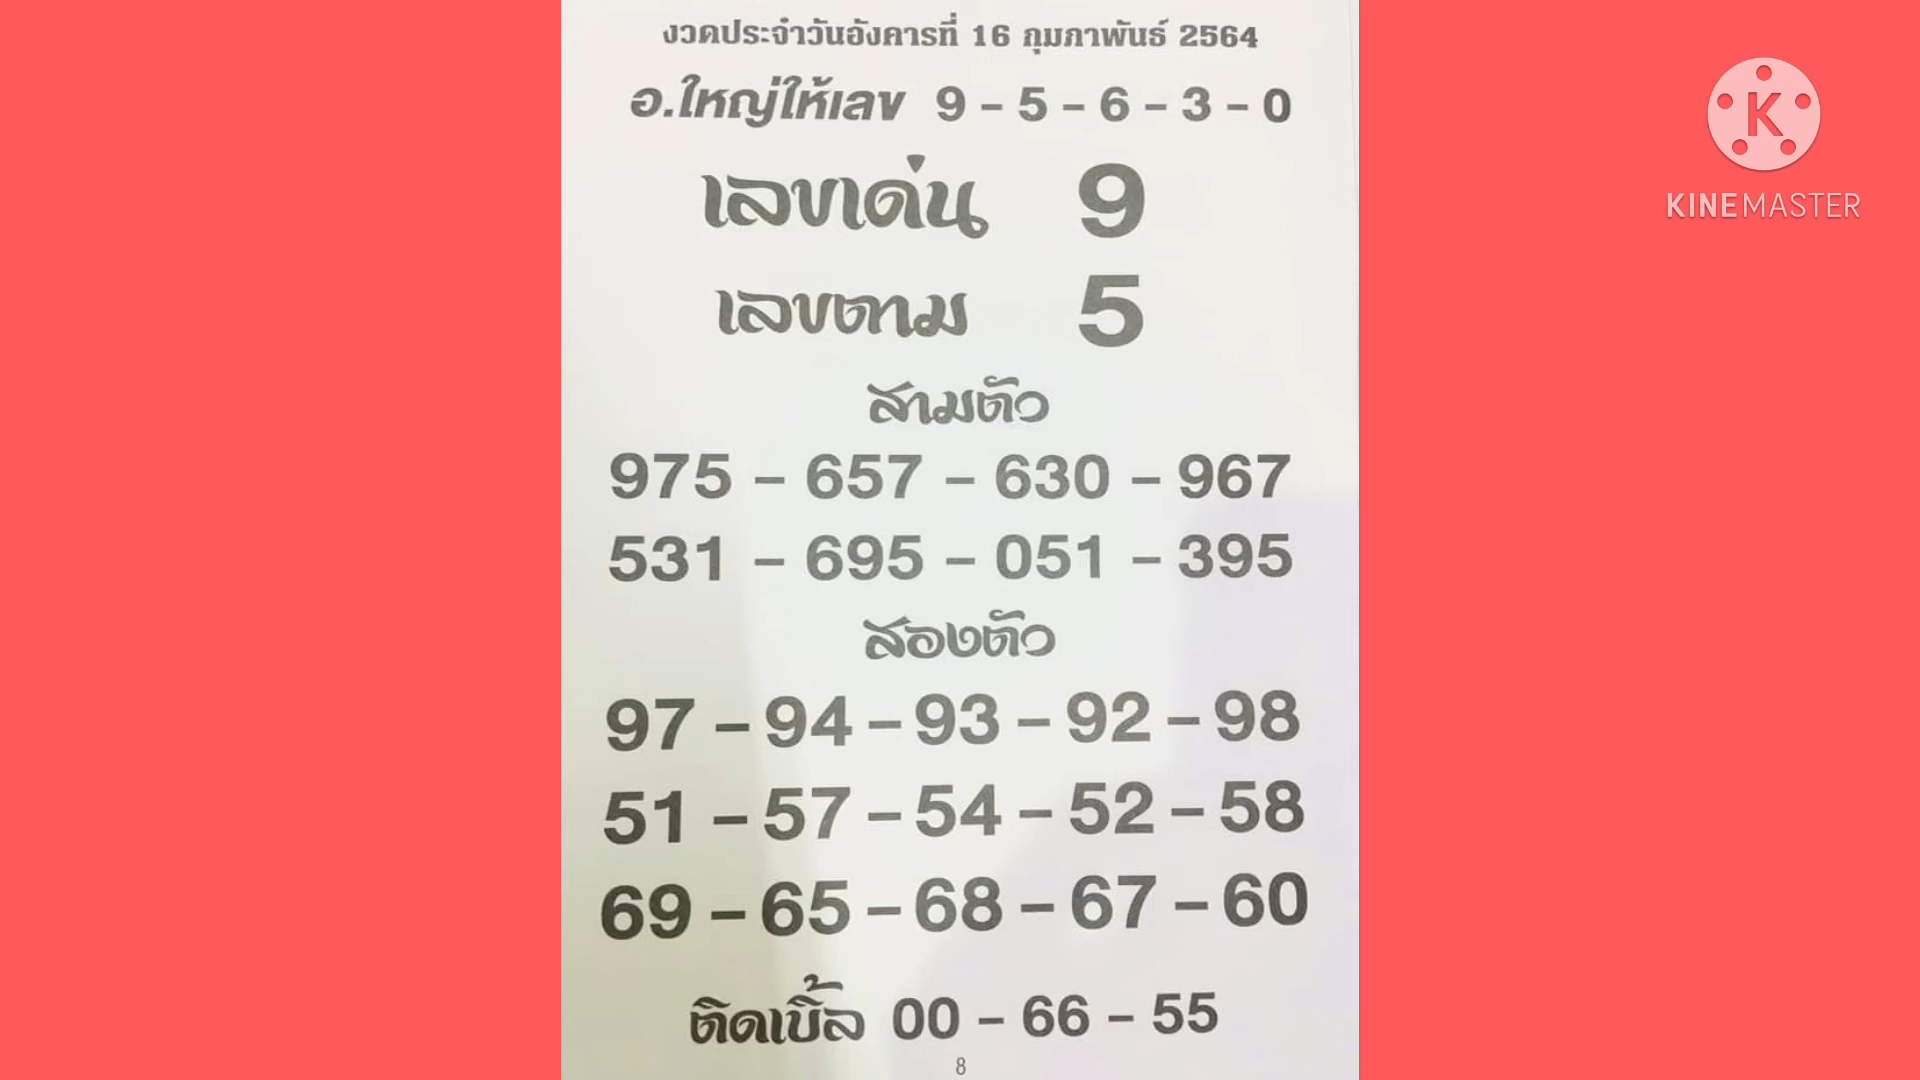 งวดประจำวันอังคารที่ 16 กุมภาพันธ์ 2564
อ.ใหญ่ให้เลข 9 – 5 – 6 – 3 – 0
เลขเด่น 9
เลขตาม 5
สามตัว
975 – 657 – 630 – 967
531 – 695 – 051 – 395
สองตัว
97 – 94 – 93 – 92 – 98
51 – 57 – 54 – 52 – 58
69 – 65 – 68 – 67 – 60
ติดเบิ้ล 00 – 66 – 55
8
K
KINEMASTER